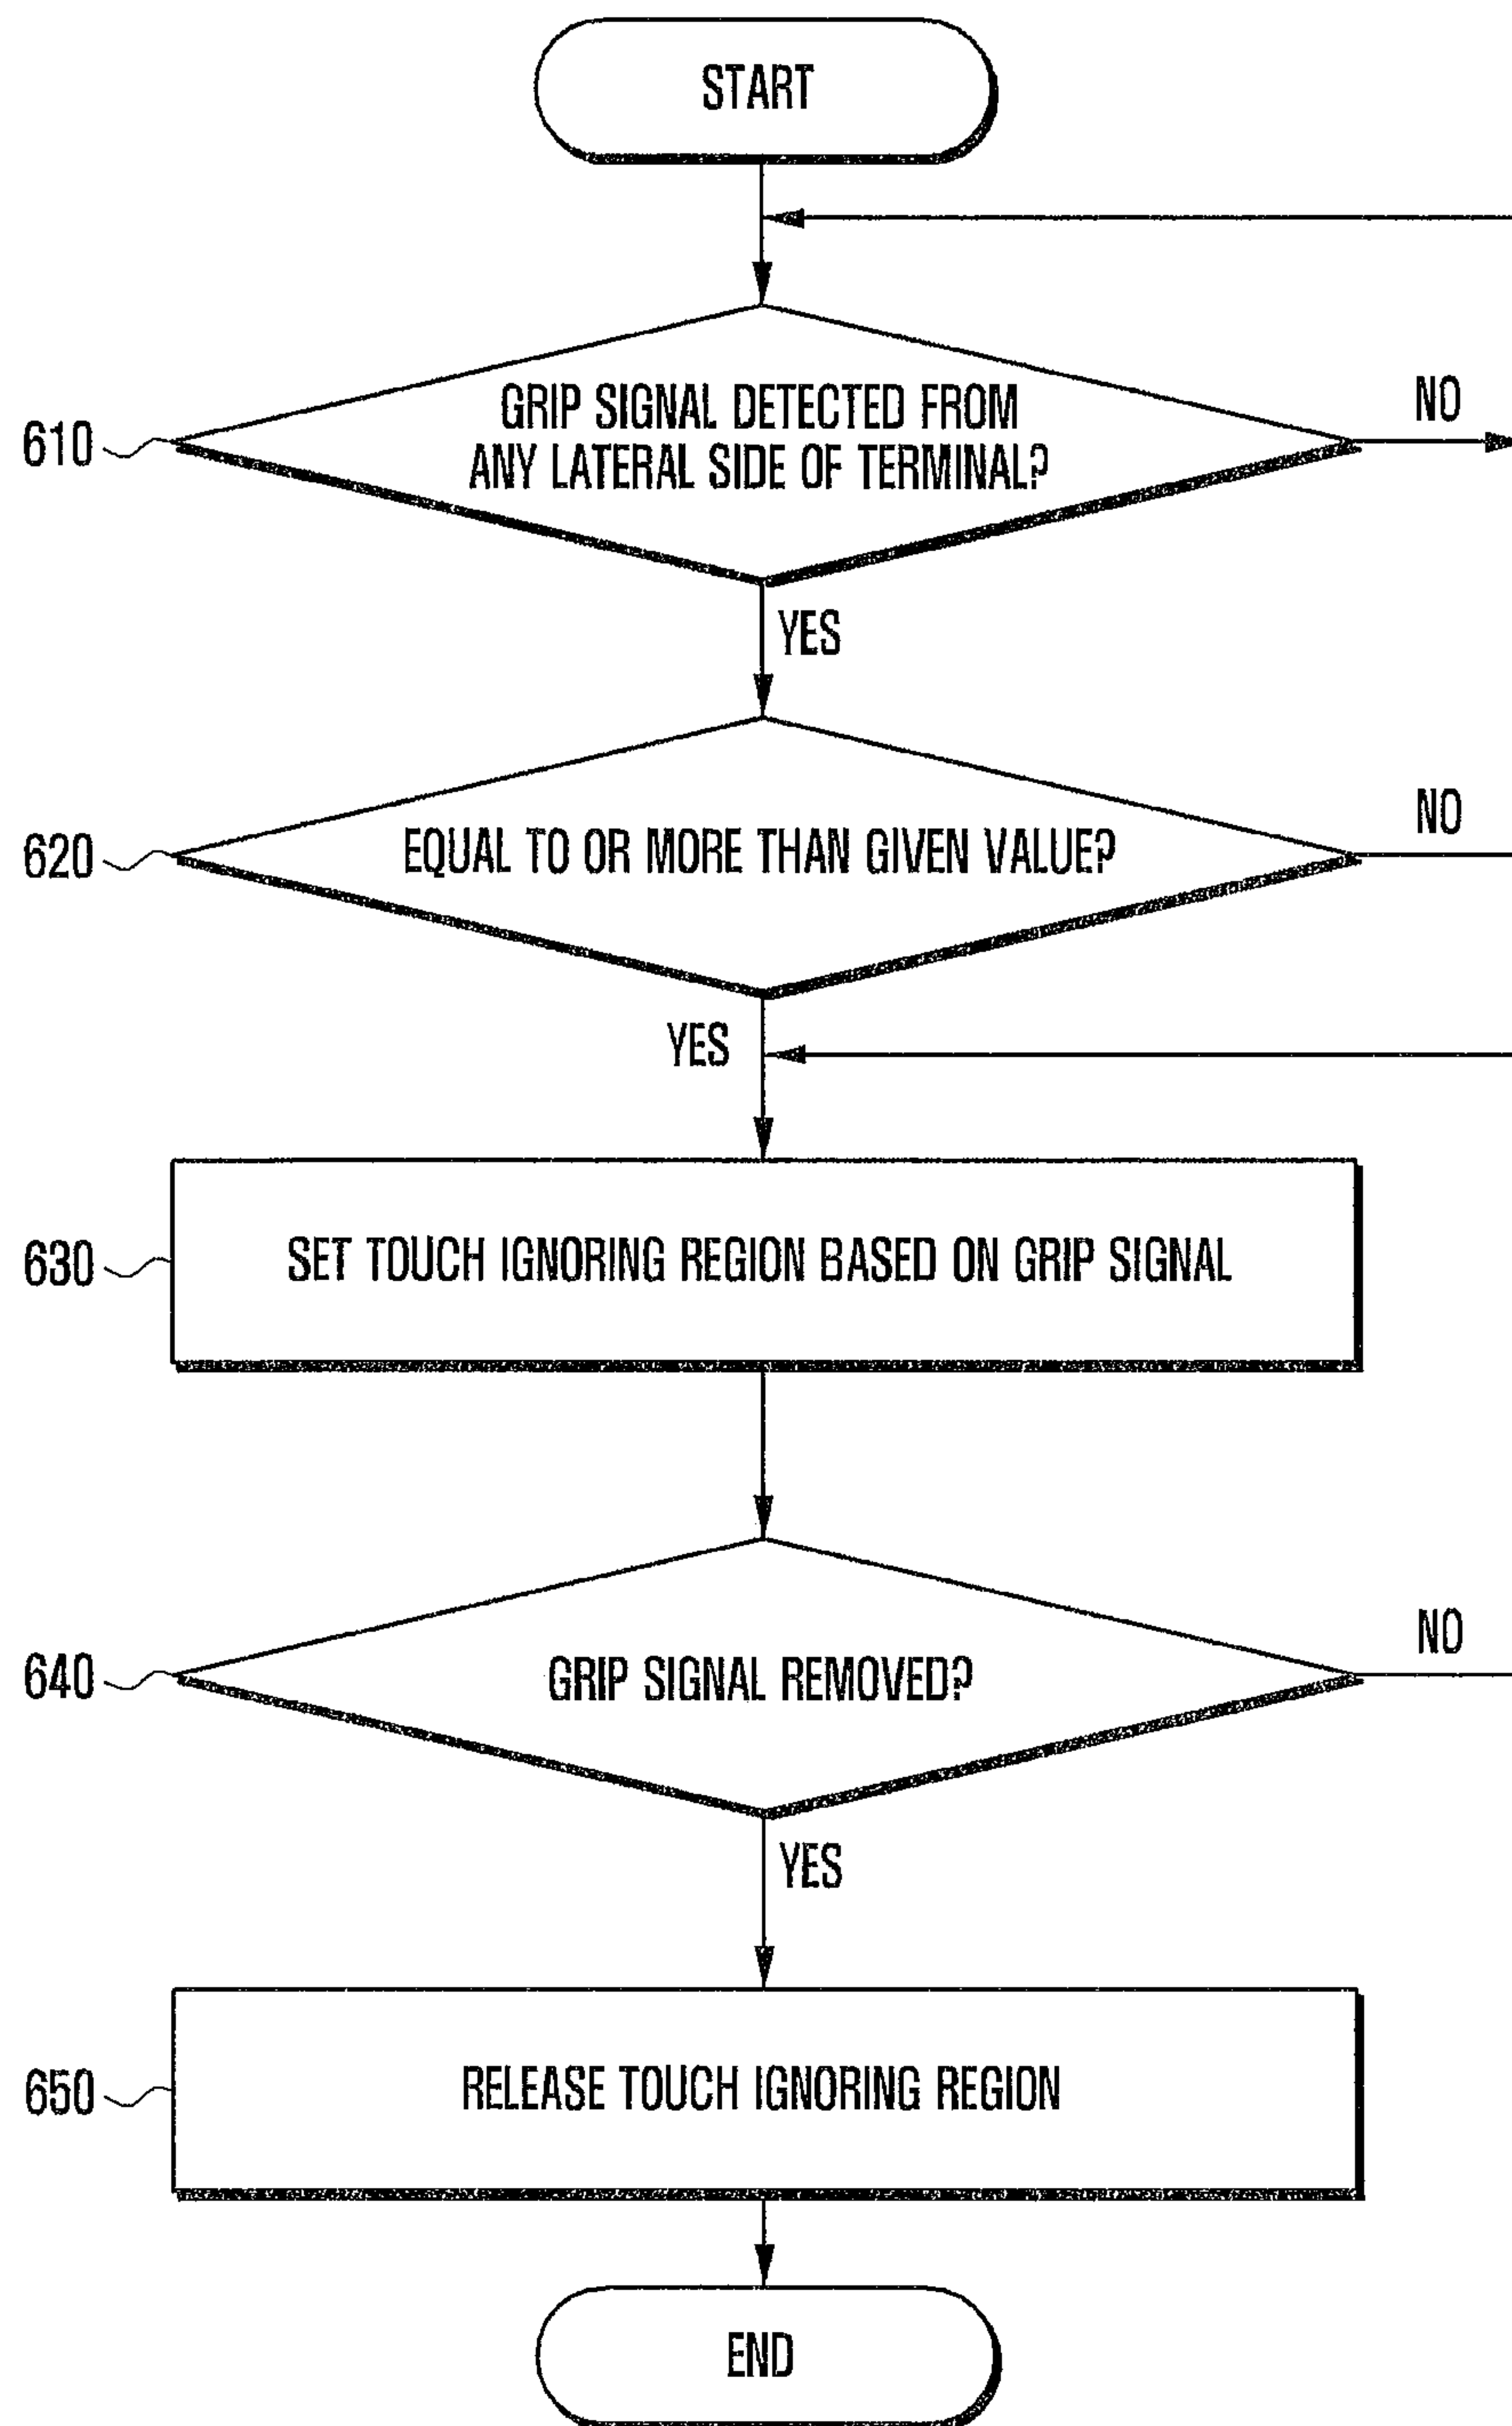 START
GRIP SIGNAL DETECTED FROM
ANY LATERAL SIDE OF TERMINAL?
NO
610
YES
EQUAL TO OR MORE THAN GIVEN VALUE?
NO
620
YES
SET TOUCH IGNORING REGION BASED ON GRIP SIGNAL
630
GRIP SIGNAL REMOVED?
NO
640
YES
RELEASE TOUCH IGNORING REGION
650
END